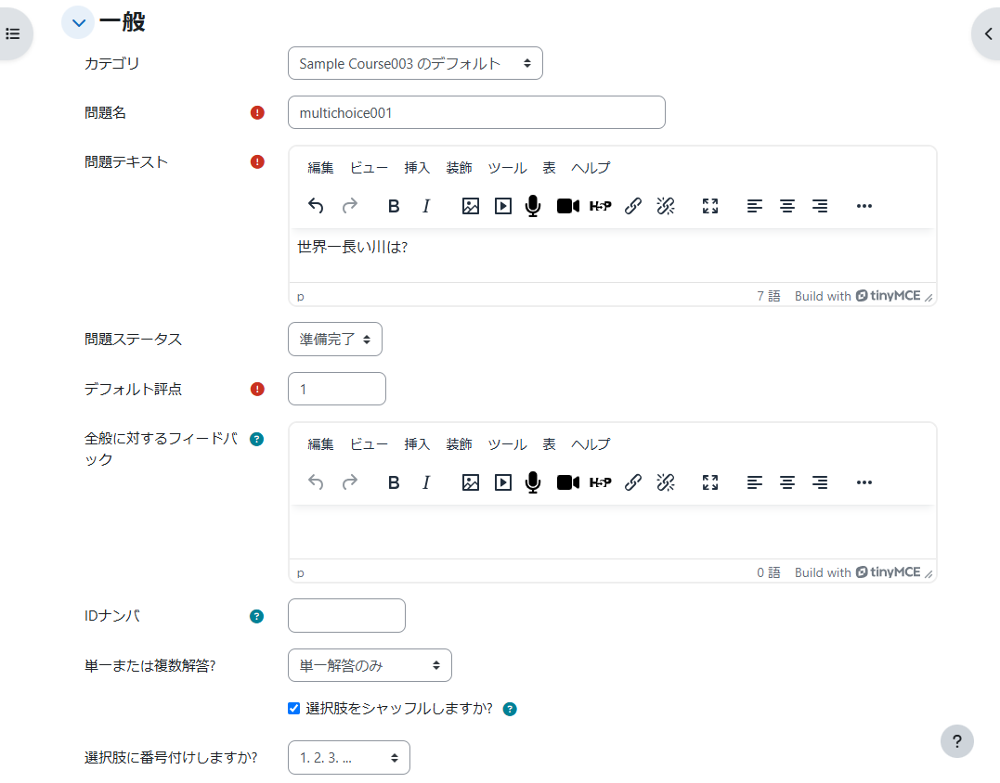 一般
カテゴリ
Sample Course003 のデフォルト
問題名
multichoice001
問題テキスト
編集 ビュー 挿入 装飾 ツール 表 ヘルプ
B I H5P
世界一長い川は?
p 7 語 Build with tinyMCE
問題ステータス
準備完了
デフォルト評点
1
全般に対するフィードバ
ック
編集 ビュー 挿入 装飾 ツール 表 ヘルプ
B I H5P
p 0 語 Build with tinyMCE
IDナンバ
単一または複数解答?
単一解答のみ
選択肢をシャッフルしますか?
選択肢に番号付けしますか?
1. 2. 3. ...